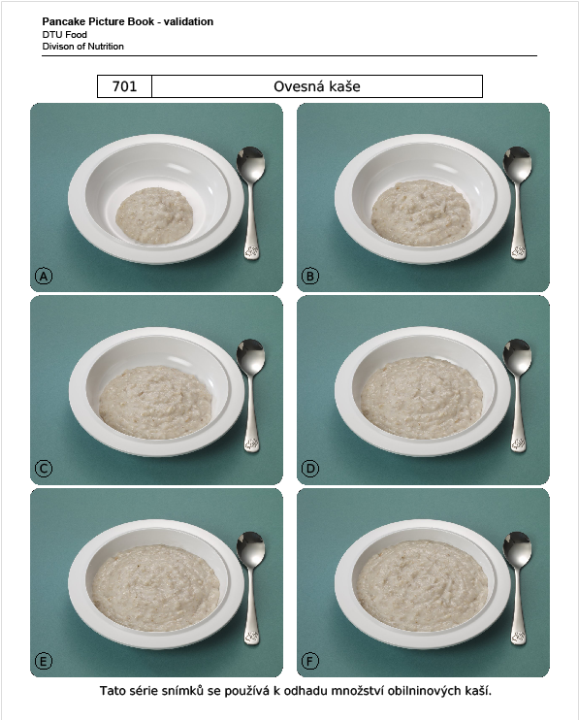 Pancake Picture Book - validation
DTU Food
Divison of Nutrition
701 Ovesná kaše
A B
C D
E F
Tato série snímků se používá k odhadu množství obilninových kaší.